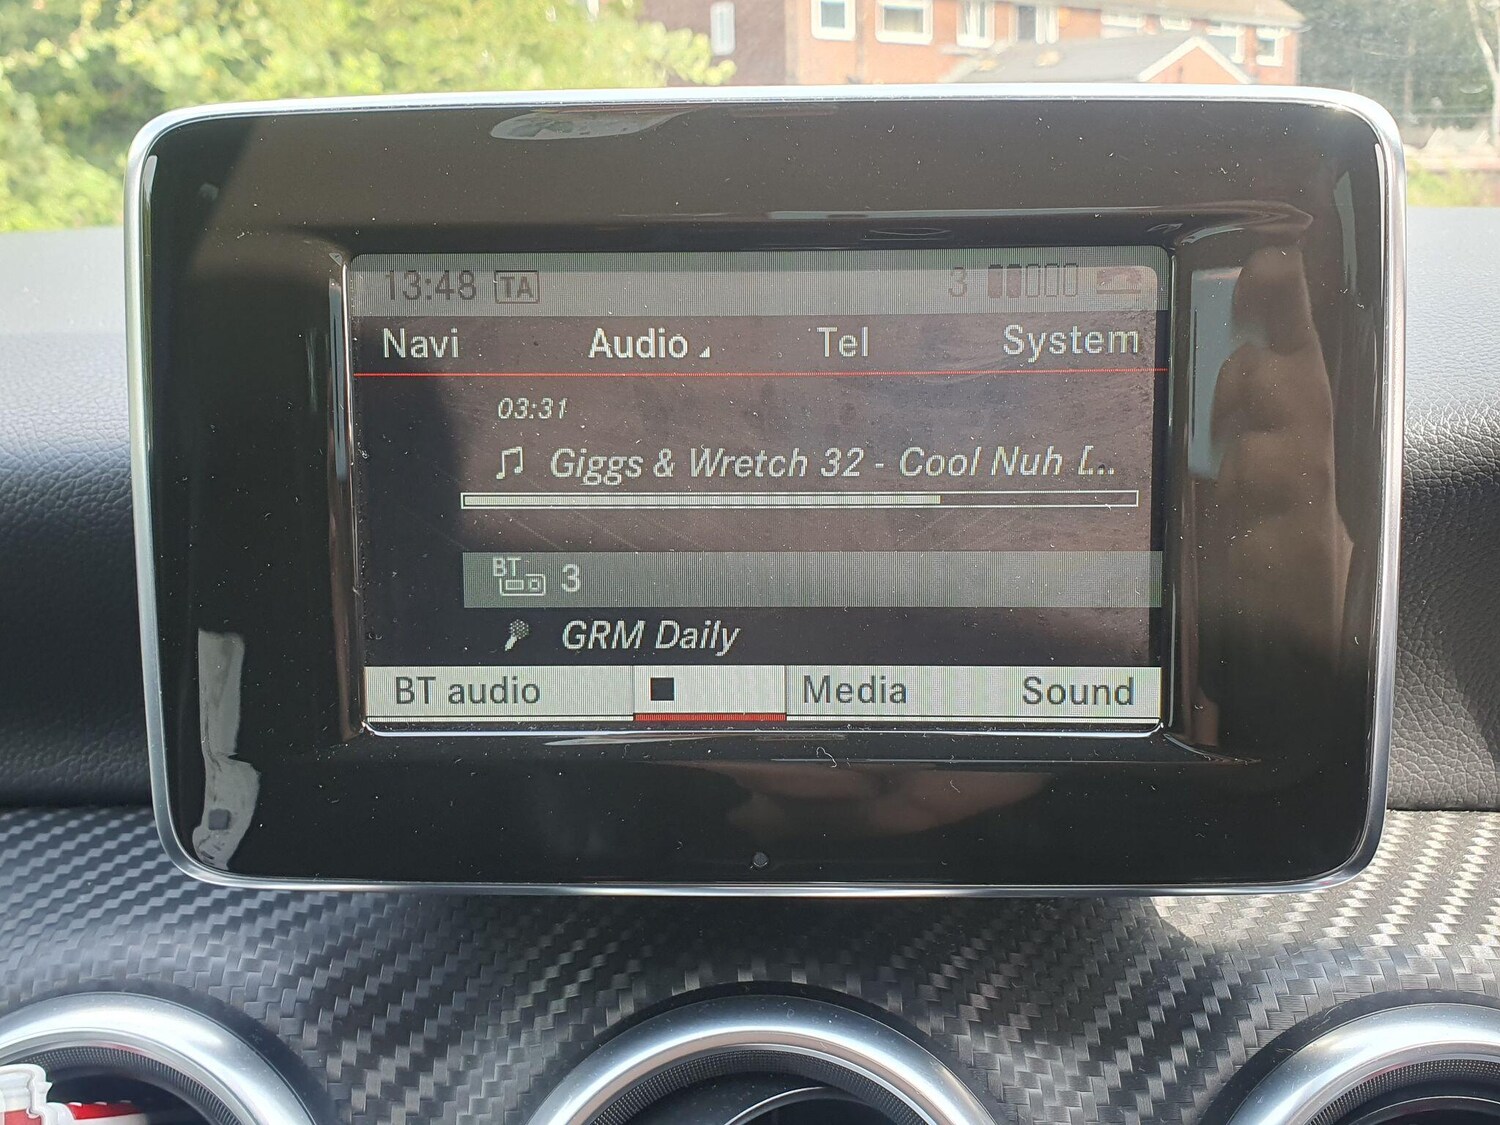 13:48 TA 3
Navi Audio Tel System
03:31
Giggs & Wretch 32 - Cool Nuh [...
BT 3
GRM Daily
BT audio Media Sound